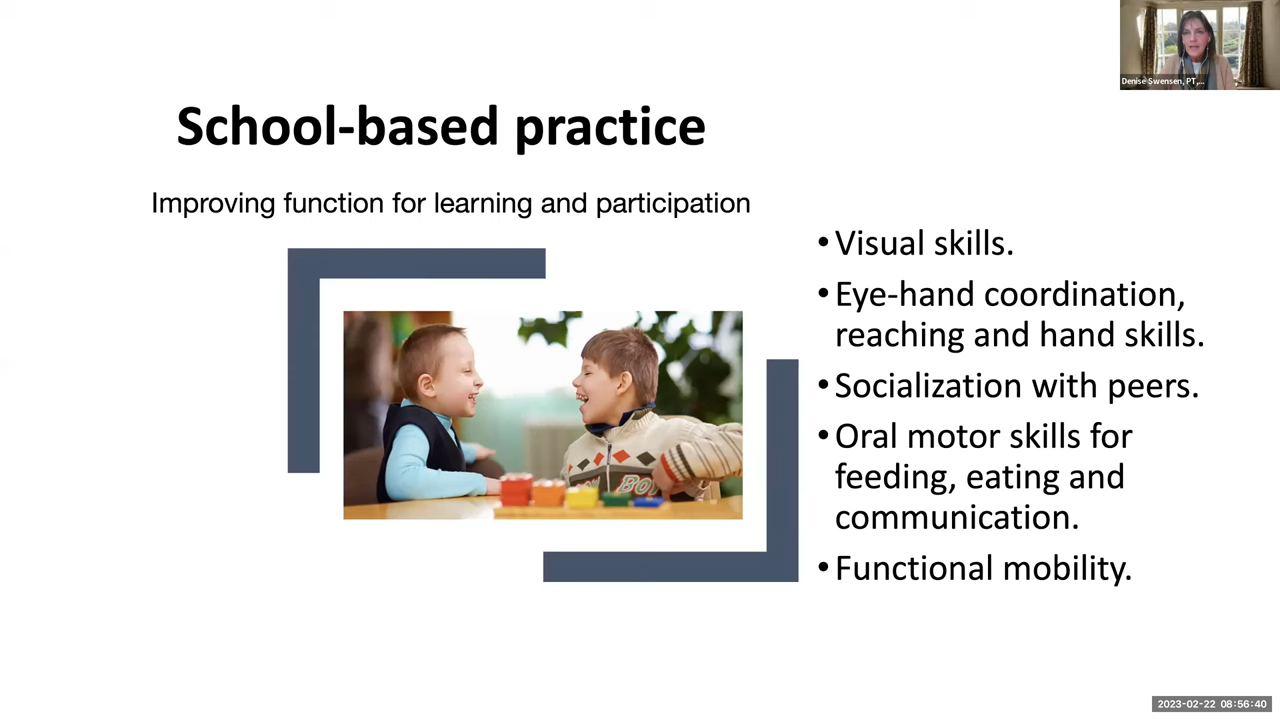 Denise Swensen, PT,...
School-based practice
Improving function for learning and participation
•Visual skills.
•Eye-hand coordination,
reaching and hand skills.
•Socialization with peers.
•Oral motor skills for
feeding, eating and
communication.
•Functional mobility.
2023-02-22 08:56:40